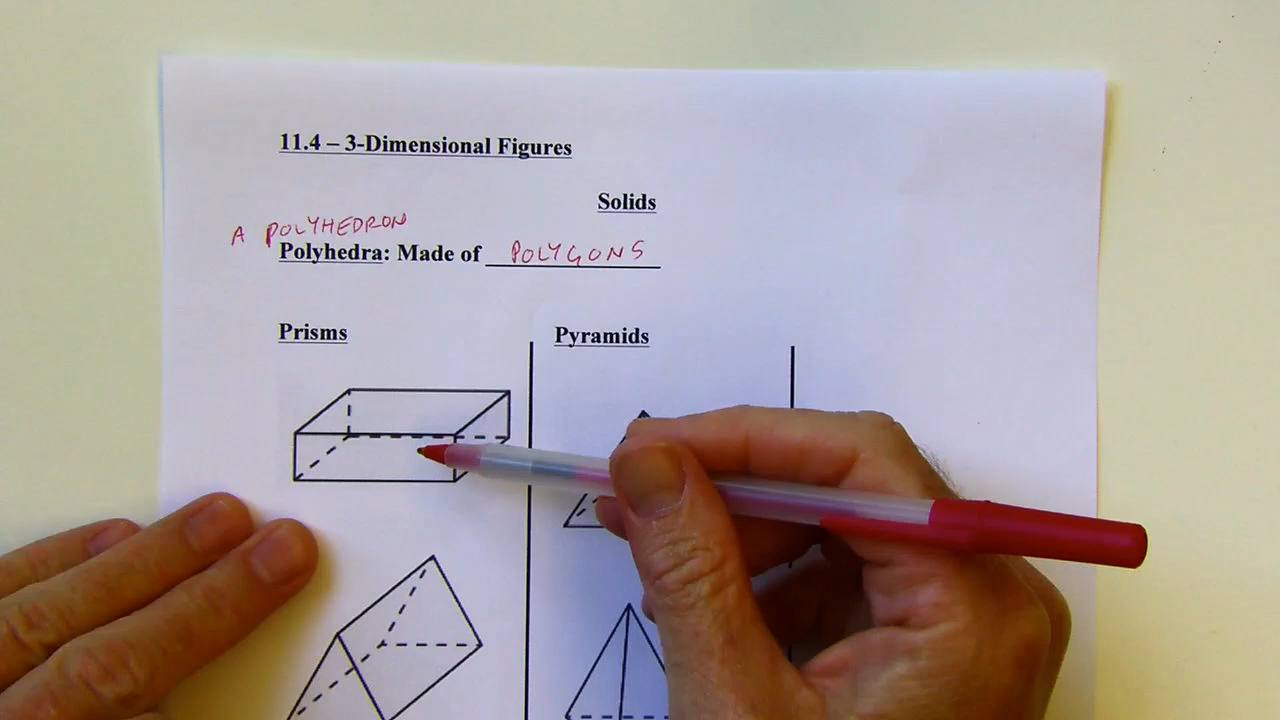 11.4 – 3-Dimensional Figures
Solids
A POLYHEDRON
Polyhedra: Made of POLYGONS
Prisms
Pyramids